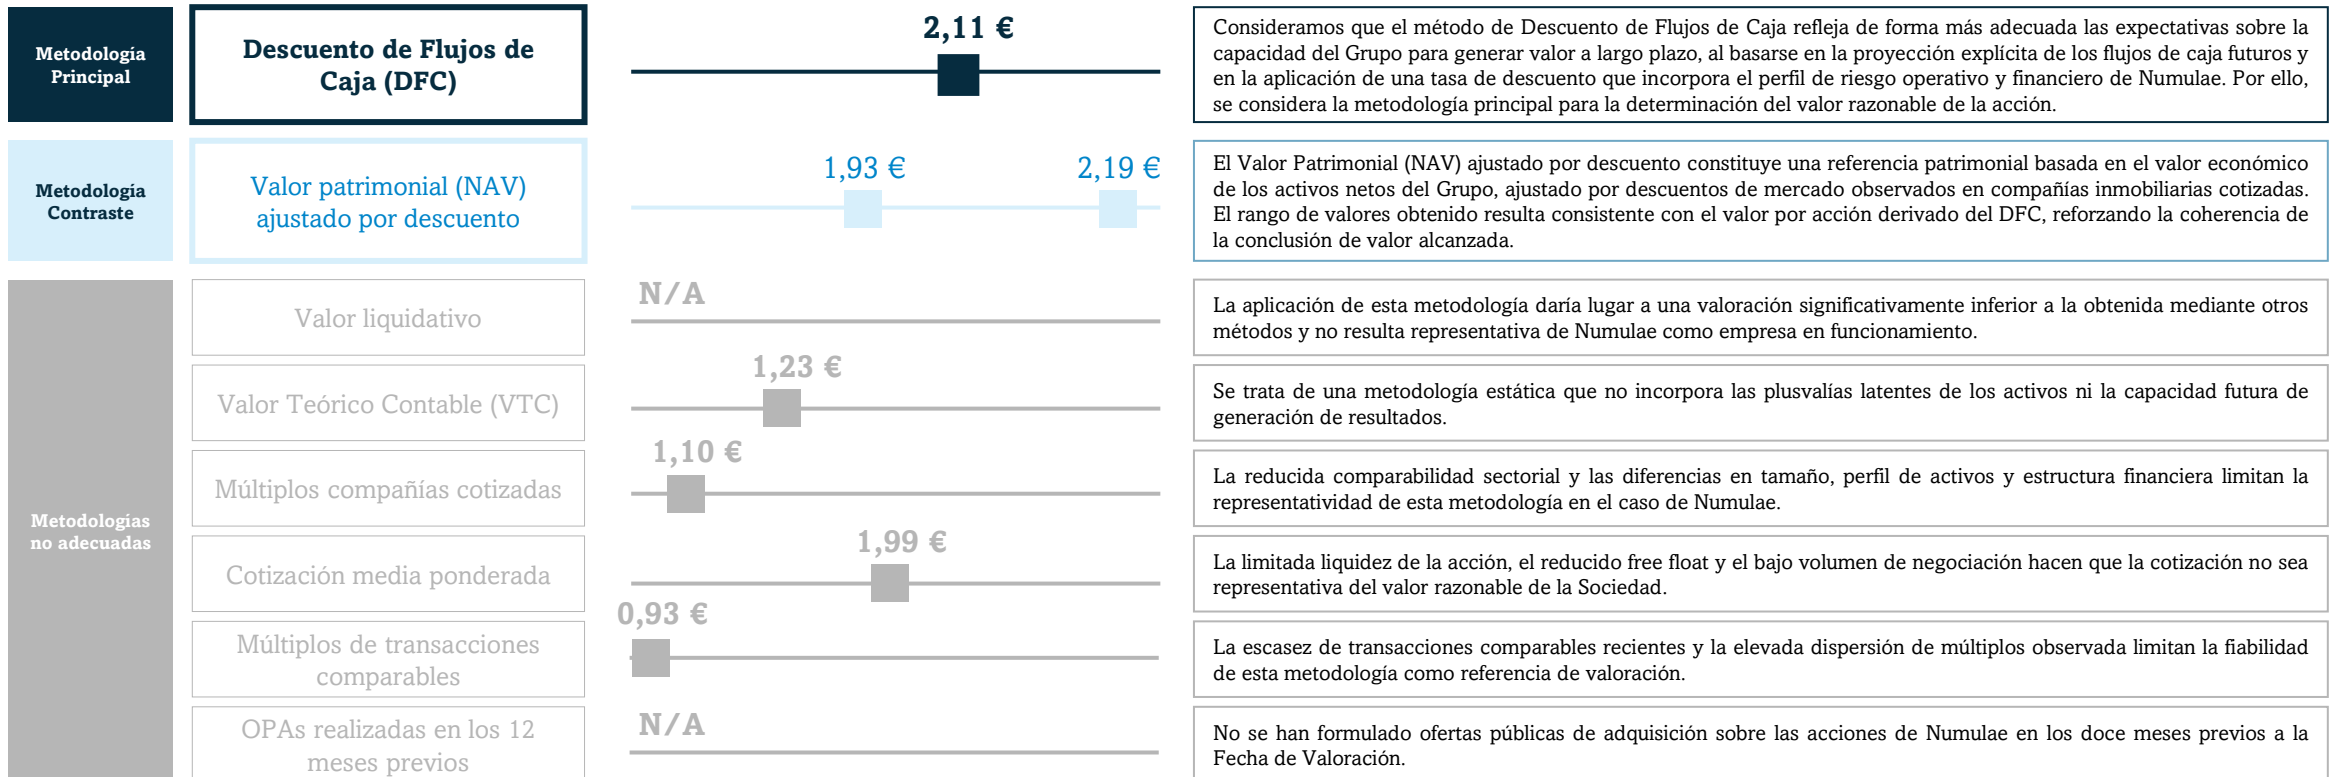 Metodología
Principal
Descuento de Flujos de
Caja (DFC)
2,11 €
Consideramos que el método de Descuento de Flujos de Caja refleja de forma más adecuada las expectativas sobre la
capacidad del Grupo para generar valor a largo plazo, al basarse en la proyección explícita de los flujos de caja futuros y
en la aplicación de una tasa de descuento que incorpora el perfil de riesgo operativo y financiero de Numulae. Por ello,
se considera la metodología principal para la determinación del valor razonable de la acción.
Metodología
Contraste
Valor patrimonial (NAV)
ajustado por descuento
1,93 €
2,19 €
El Valor Patrimonial (NAV) ajustado por descuento constituye una referencia patrimonial basada en el valor económico
de los activos netos del Grupo, ajustado por descuentos de mercado observados en compañías inmobiliarias cotizadas.
El rango de valores obtenido resulta consistente con el valor por acción derivado del DFC, reforzando la coherencia de
la conclusión de valor alcanzada.
Metodologías
no adecuadas
Valor liquidativo
N/A
La aplicación de esta metodología daría lugar a una valoración significativamente inferior a la obtenida mediante otros
métodos y no resulta representativa de Numulae como empresa en funcionamiento.
Valor Teórico Contable (VTC)
1,23 €
Se trata de una metodología estática que no incorpora las plusvalías latentes de los activos ni la capacidad futura de
generación de resultados.
Múltiplos compañías cotizadas
1,10 €
La reducida comparabilidad sectorial y las diferencias en tamaño, perfil de activos y estructura financiera limitan la
representatividad de esta metodología en el caso de Numulae.
Cotización media ponderada
1,99 €
La limitada liquidez de la acción, el reducido free float y el bajo volumen de negociación hacen que la cotización no sea
representativa del valor razonable de la Sociedad.
Múltiplos de transacciones
comparables
0,93 €
La escasez de transacciones comparables recientes y la elevada dispersión de múltiplos observada limitan la fiabilidad
de esta metodología como referencia de valoración.
OPAs realizadas en los 12
meses previos
N/A
No se han formulado ofertas públicas de adquisición sobre las acciones de Numulae en los doce meses previos a la
Fecha de Valoración.